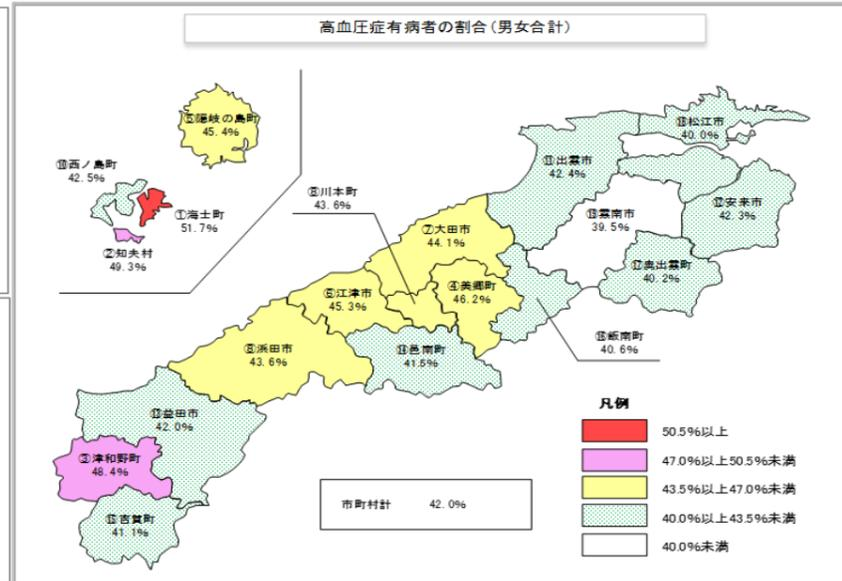 高血圧症有病者の割合(男女合計)
⑤隠岐の島町
45.4%
⑩西ノ島町
42.5%
①海士町
51.7%
②知夫村
49.3%
⑧川本町
43.6%
⑱松江市
40.0%
⑪出雲市
42.4%
⑫安来市
42.3%
⑲雲南市
39.5%
⑦大田市
44.1%
⑰奥出雲町
40.2%
④美郷町
46.2%
⑥江津市
45.3%
⑯飯南町
40.6%
⑧浜田市
43.6%
⑭邑南町
41.5%
⑬益田市
42.0%
③津和野町
48.4%
⑮吉賀町
41.1%
市町村計 42.0%
凡例
50.5%以上
47.0%以上50.5%未満
43.5%以上47.0%未満
40.0%以上43.5%未満
40.0%未満